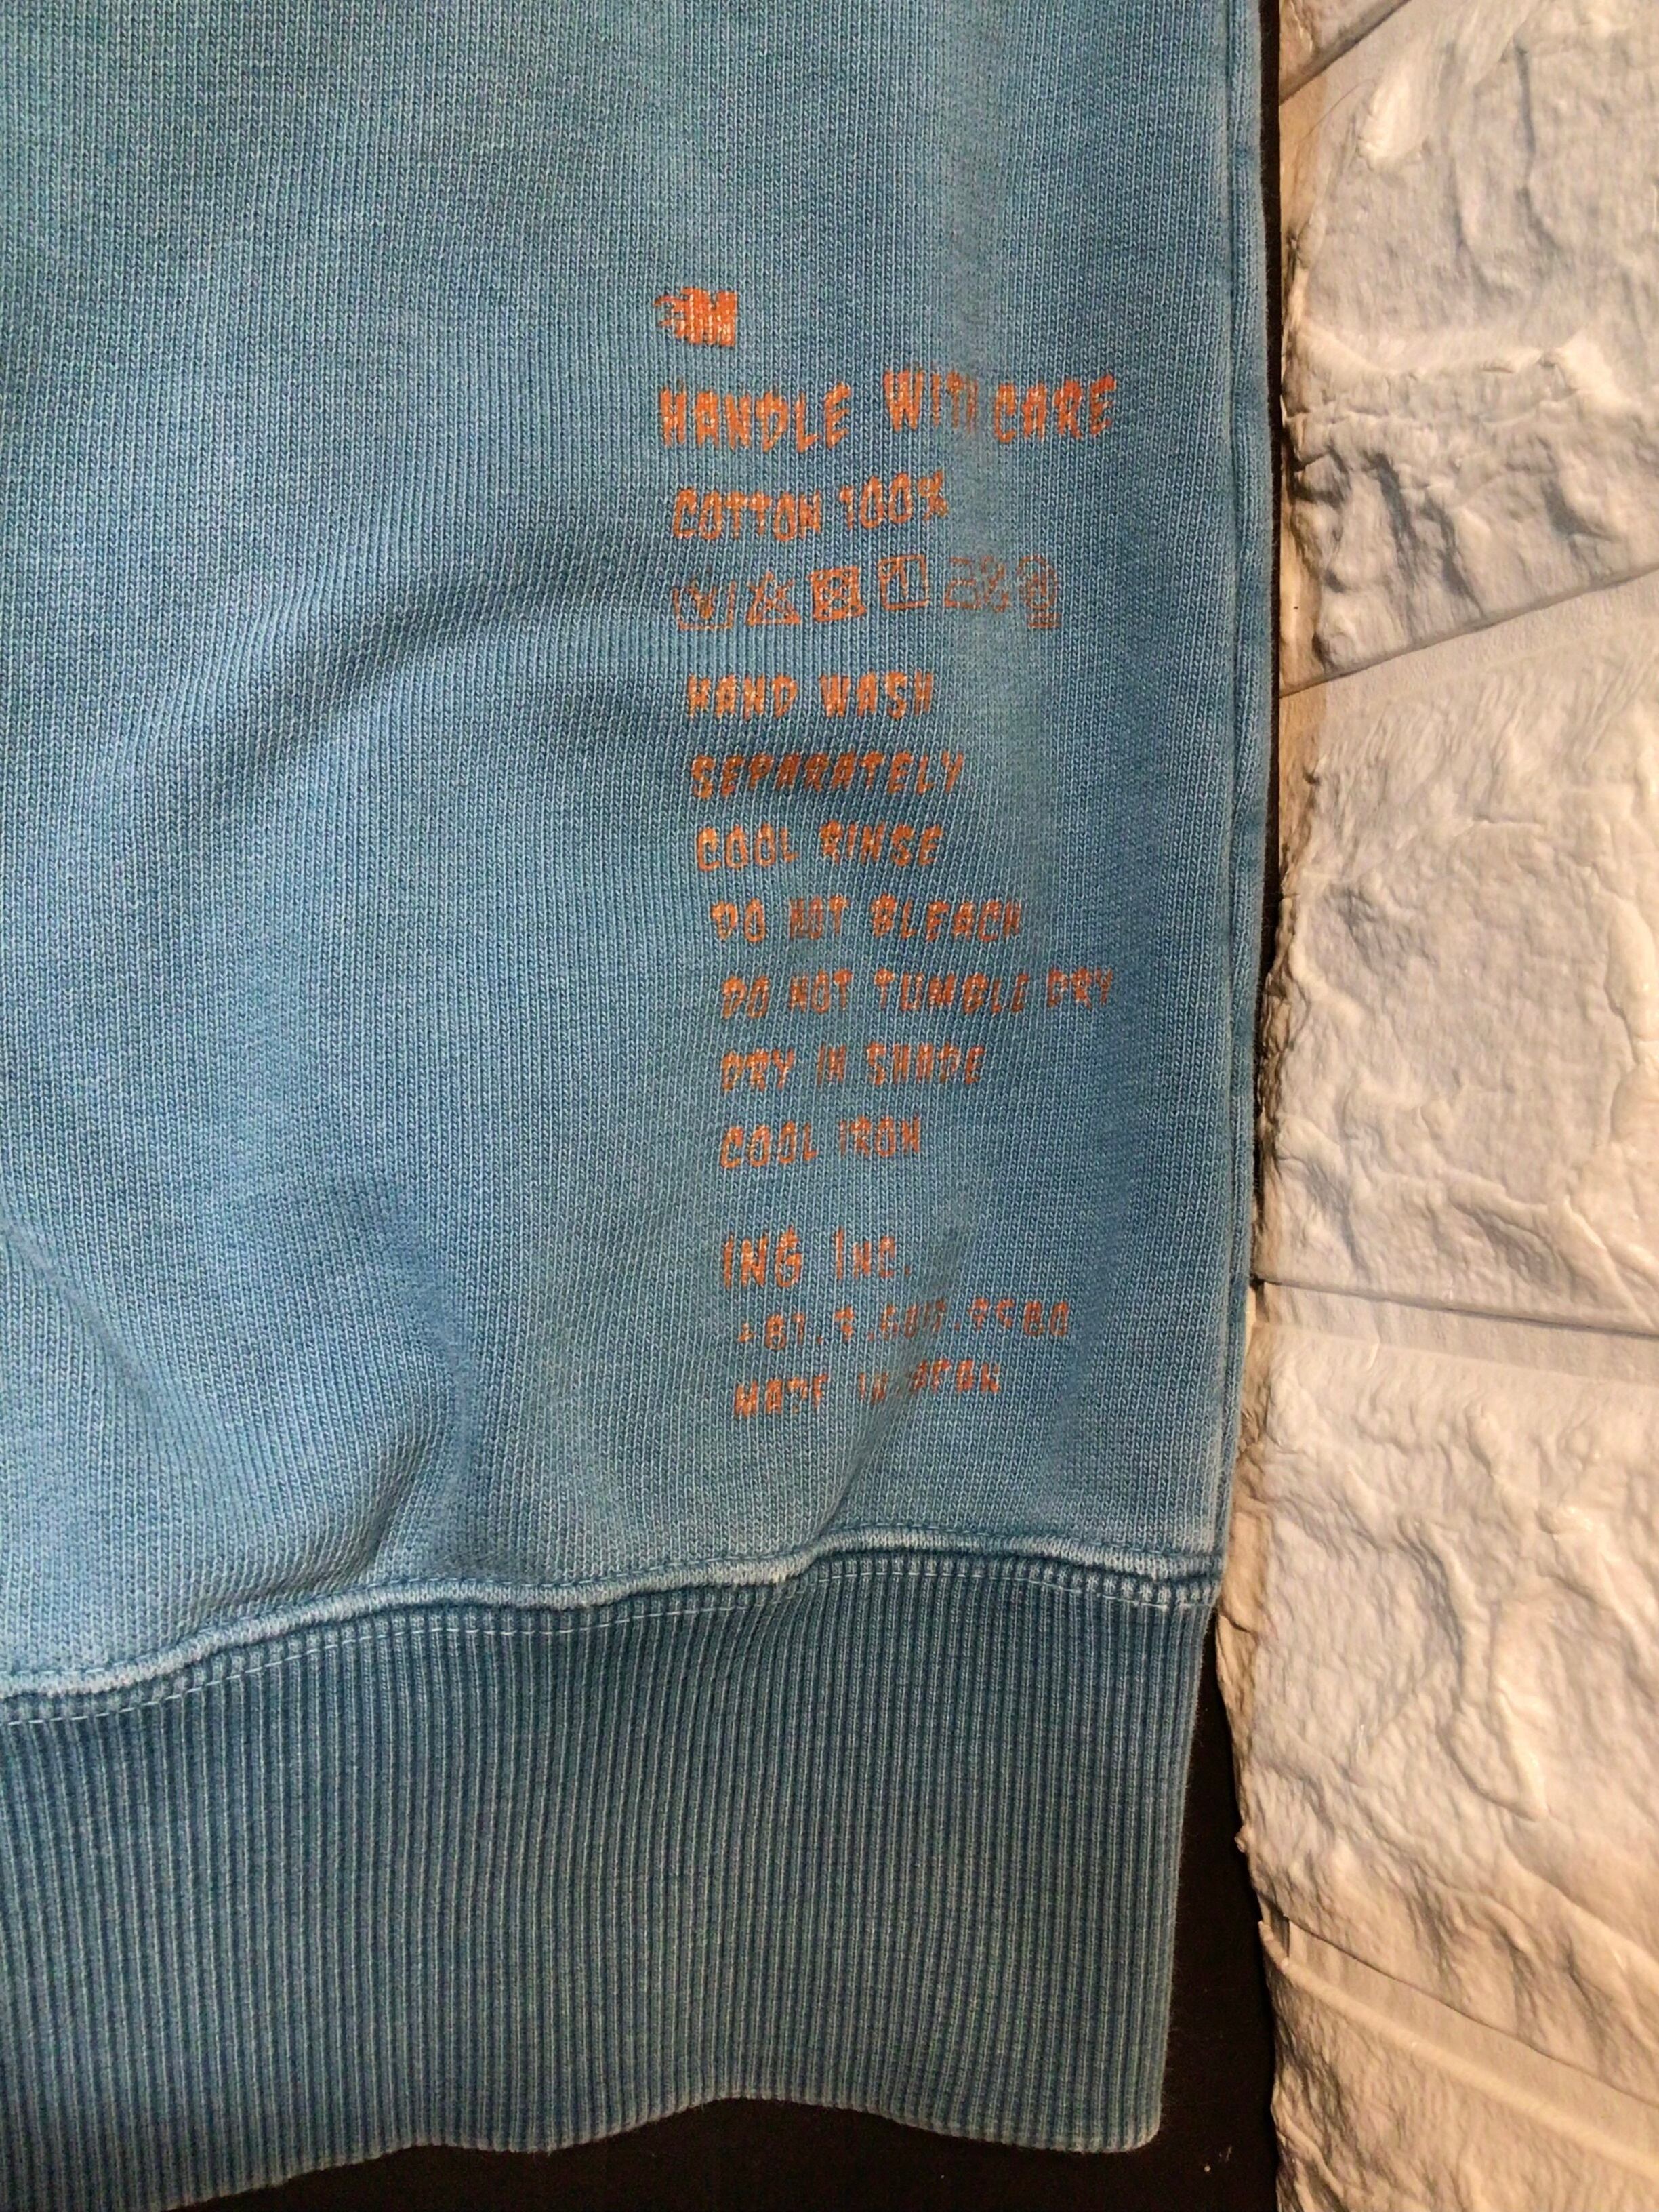 M
HANDLE WITH CARE
COTTON 100%
HAND WASH
SEPARATELY
COOL RINSE
DO NOT BLEACH
DO NOT TUMBLE DRY
DRY IN SHADE
COOL IRON
ING INC.
MADE IN JAPAN